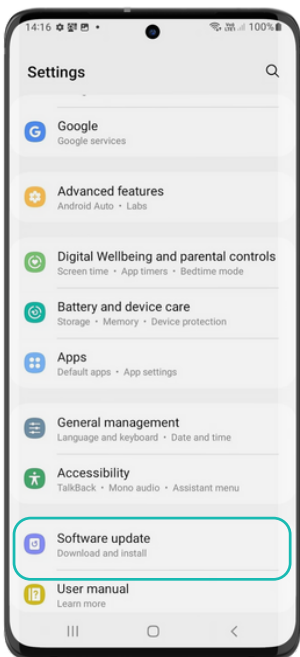 14:16 100%
Settings
Google
Google services
Advanced features
Android Auto • Labs
Digital Wellbeing and parental controls
Screen time • App timers • Bedtime mode
Battery and device care
Storage • Memory • Device protection
Apps
Default apps • App settings
General management
Language and keyboard • Date and time
Accessibility
TalkBack • Mono audio • Assistant menu
Software update
Download and install
User manual
Learn more